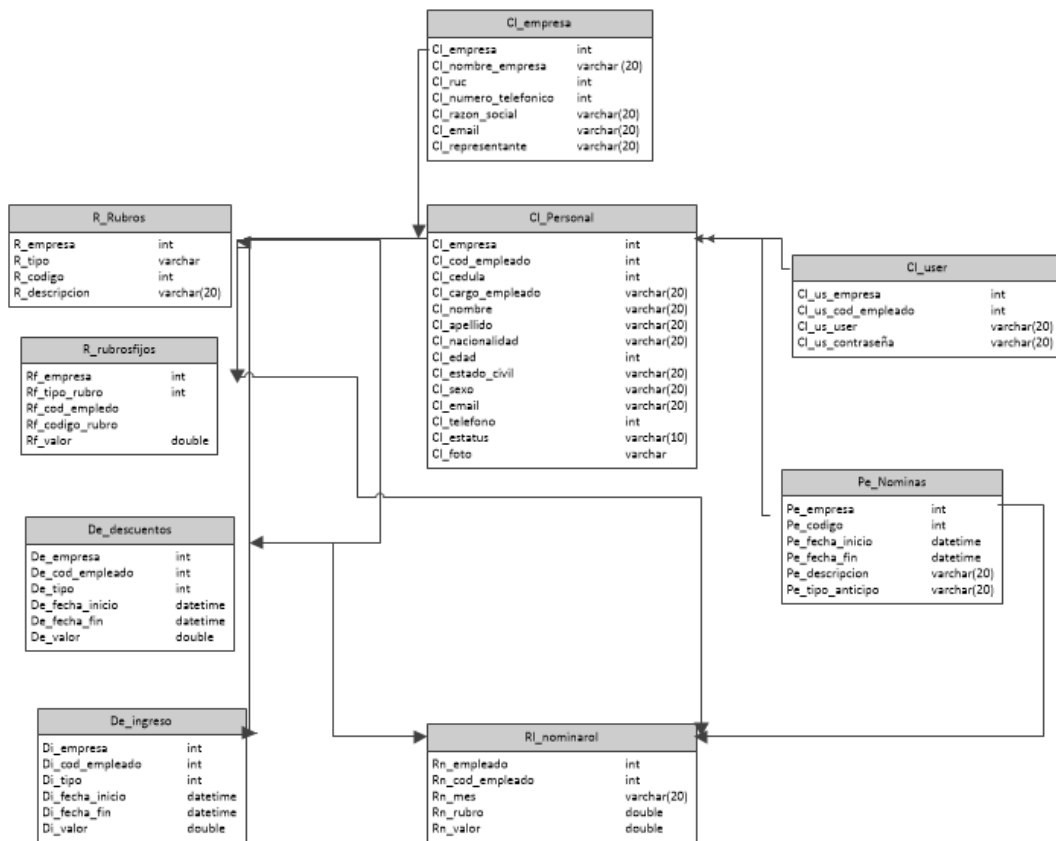 Cl_empresa
Cl_empresa int
Cl_nombre_empresa varchar (20)
Cl_ruc int
Cl_numero_telefonico int
Cl_razon_social varchar(20)
Cl_email varchar(20)
Cl_representante varchar(20)
R_Rubros
R_empresa int
R_tipo varchar
R_codigo int
R_descripcion varchar(20)
Cl_Personal
Cl_empresa int
Cl_cod_empleado int
Cl_cedula int
Cl_cargo_empleado varchar(20)
Cl_nombre varchar(20)
Cl_apellido varchar(20)
Cl_nacionalidad varchar(20)
Cl_edad int
Cl_estado_civil varchar(20)
Cl_sexo varchar(20)
Cl_email varchar(20)
Cl_telefono int
Cl_estatus varchar(10)
Cl_foto varchar
Cl_user
Cl_us_empresa int
Cl_us_cod_empleado int
Cl_us_user varchar(20)
Cl_us_contraseña varchar(20)
R_rubrosfijos
Rf_empresa int
Rf_tipo_rubro int
Rf_cod_empledo
Rf_codigo_rubro
Rf_valor double
Pe_Nominas
Pe_empresa int
Pe_codigo int
Pe_fecha_inicio datetime
Pe_fecha_fin datetime
Pe_descripcion varchar(20)
Pe_tipo_anticipo varchar(20)
De_descuentos
De_empresa int
De_cod_empleado int
De_tipo int
De_fecha_inicio datetime
De_fecha_fin datetime
De_valor double
De_ingreso
Di_empresa int
Di_cod_empleado int
Di_tipo int
Di_fecha_inicio datetime
Di_fecha_fin datetime
Di_valor double
Rl_nominarol
Rn_empleado int
Rn_cod_empleado int
Rn_mes varchar(20)
Rn_rubro double
Rn_valor double